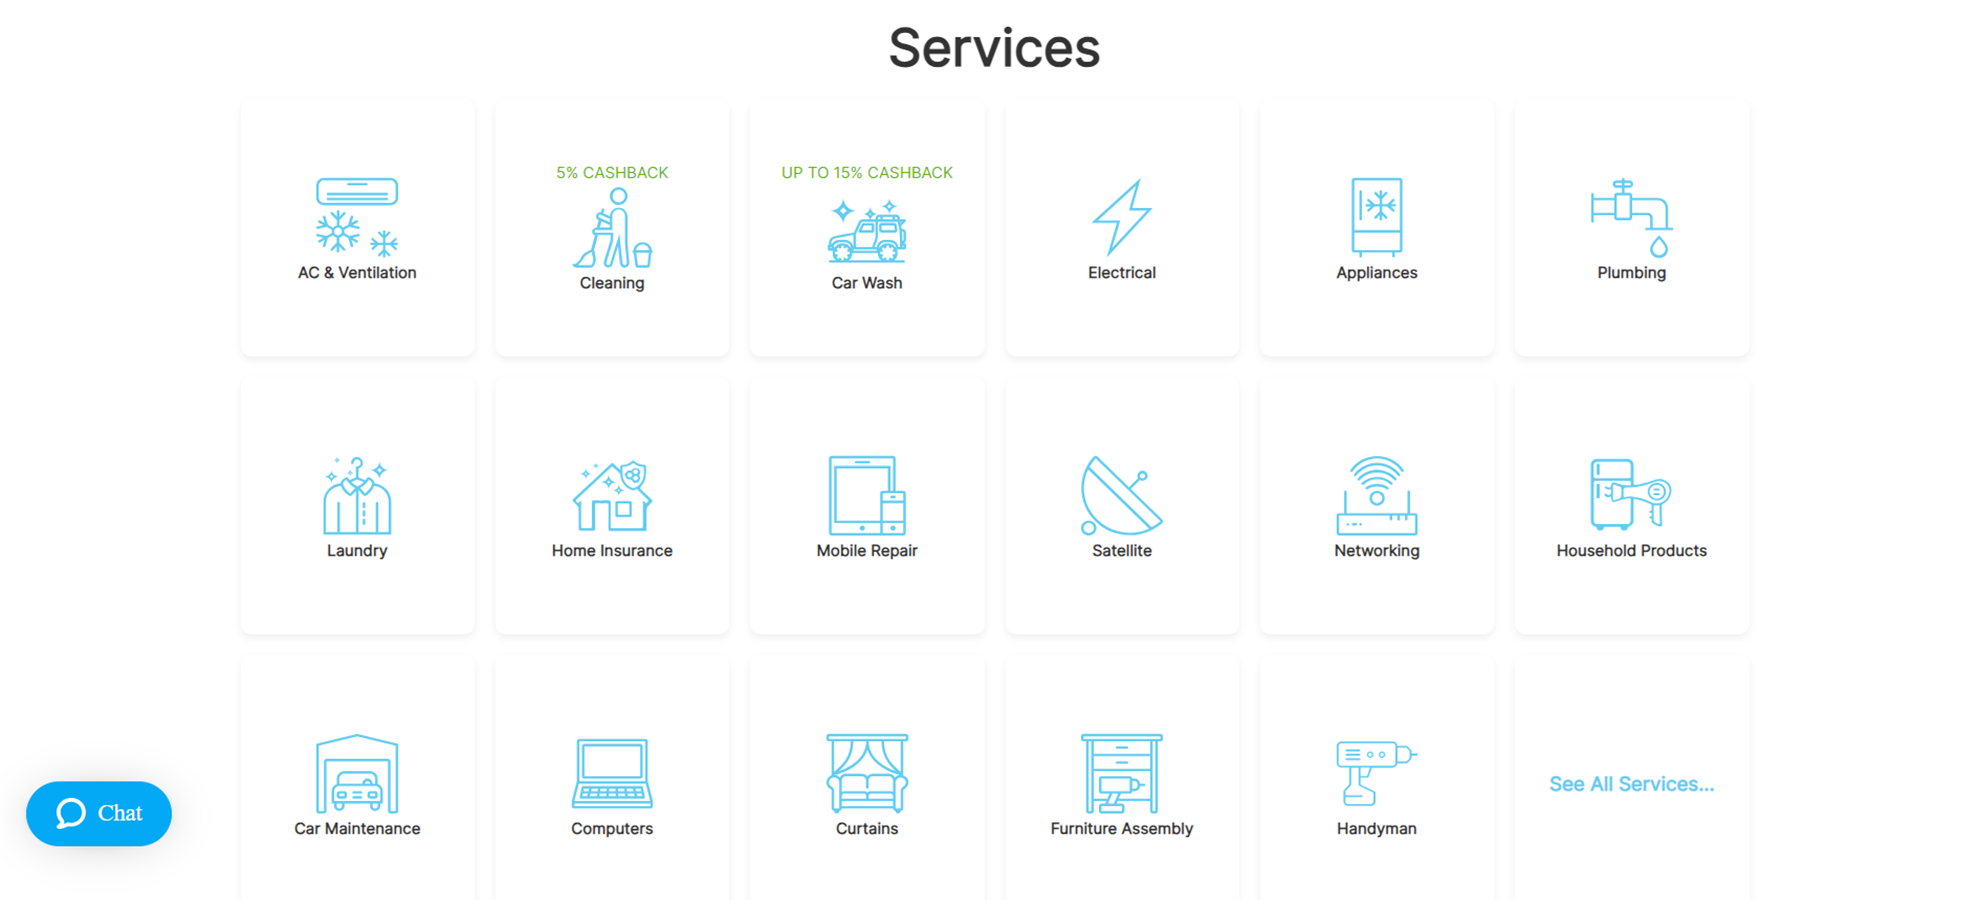 Services
AC & Ventilation
5% CASHBACK
Cleaning
UP TO 15% CASHBACK
Car Wash
Electrical
Appliances
Plumbing
Laundry
Home Insurance
Mobile Repair
Satellite
Networking
Household Products
Car Maintenance
Computers
Curtains
Furniture Assembly
Handyman
See All Services...
Chat